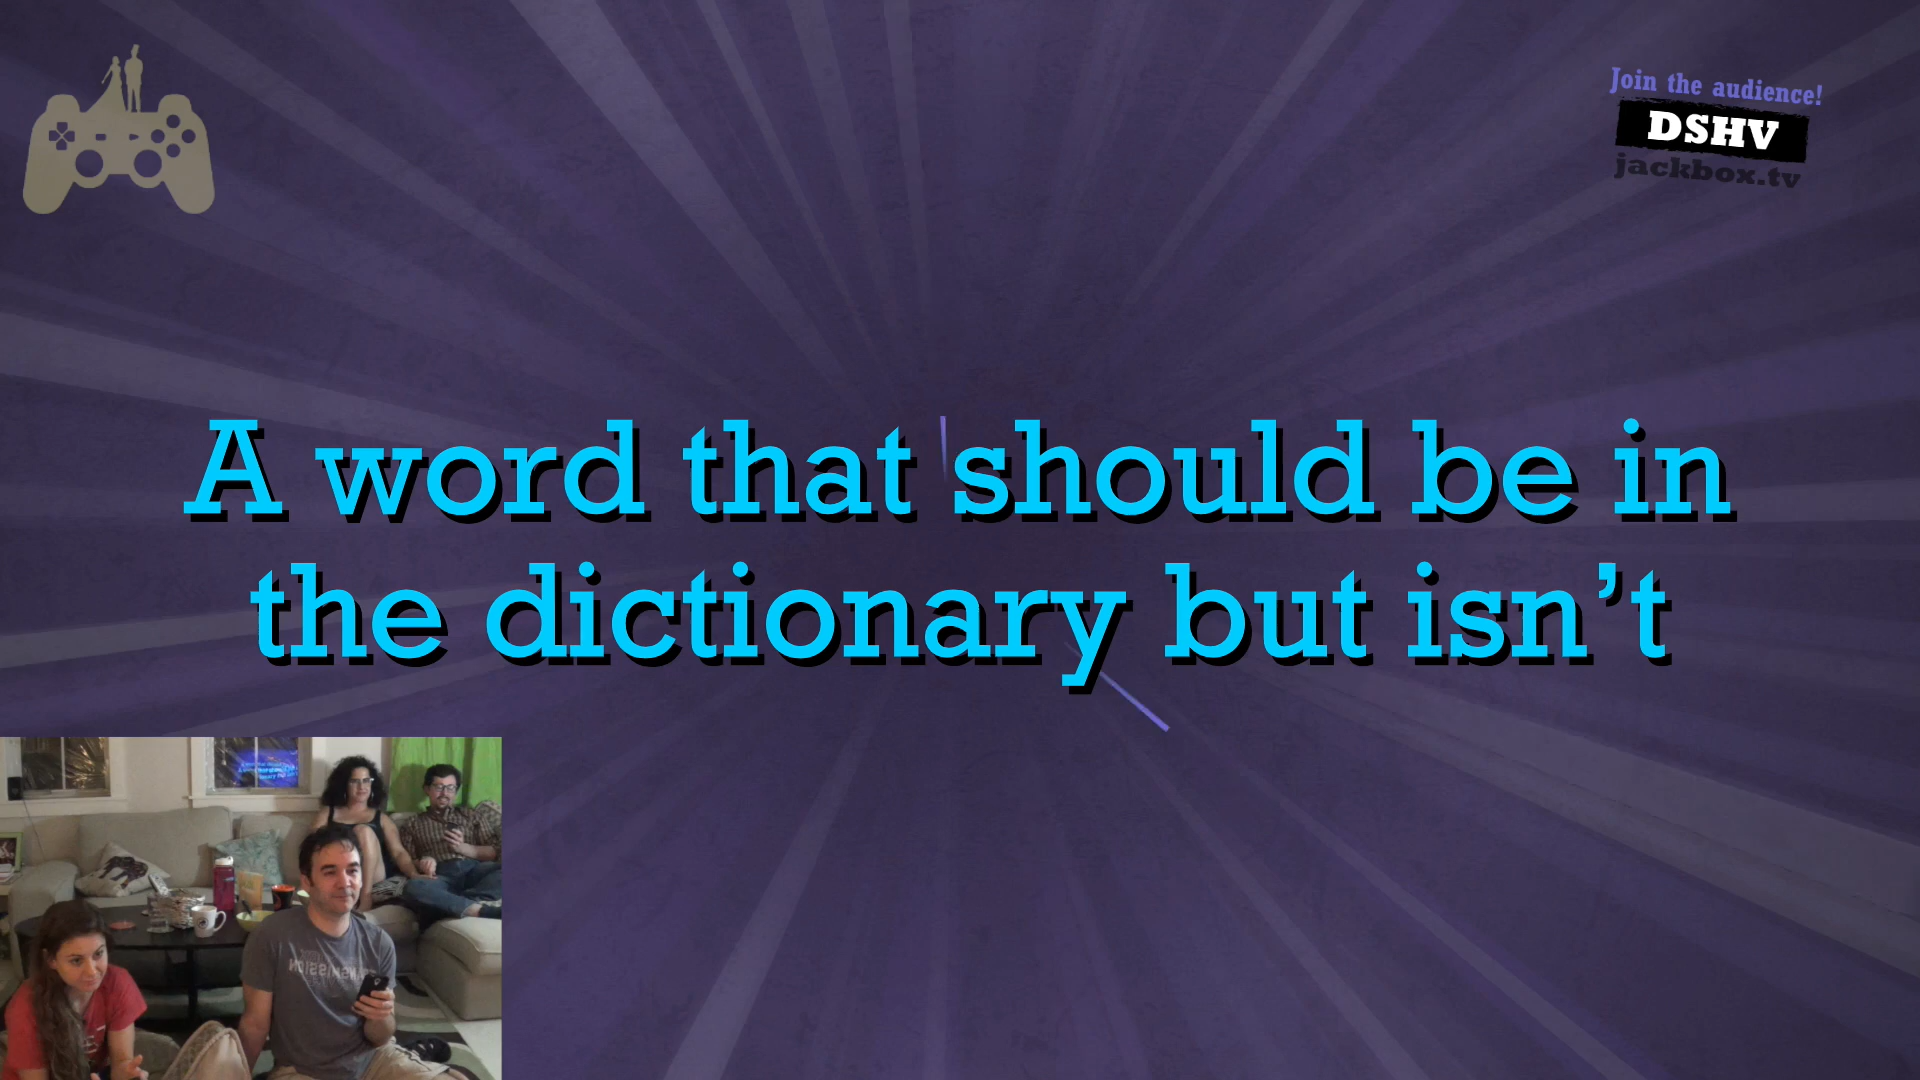 Join the audience!
DSHV
jackbox.tv
A word that should be in
the dictionary but isn’t